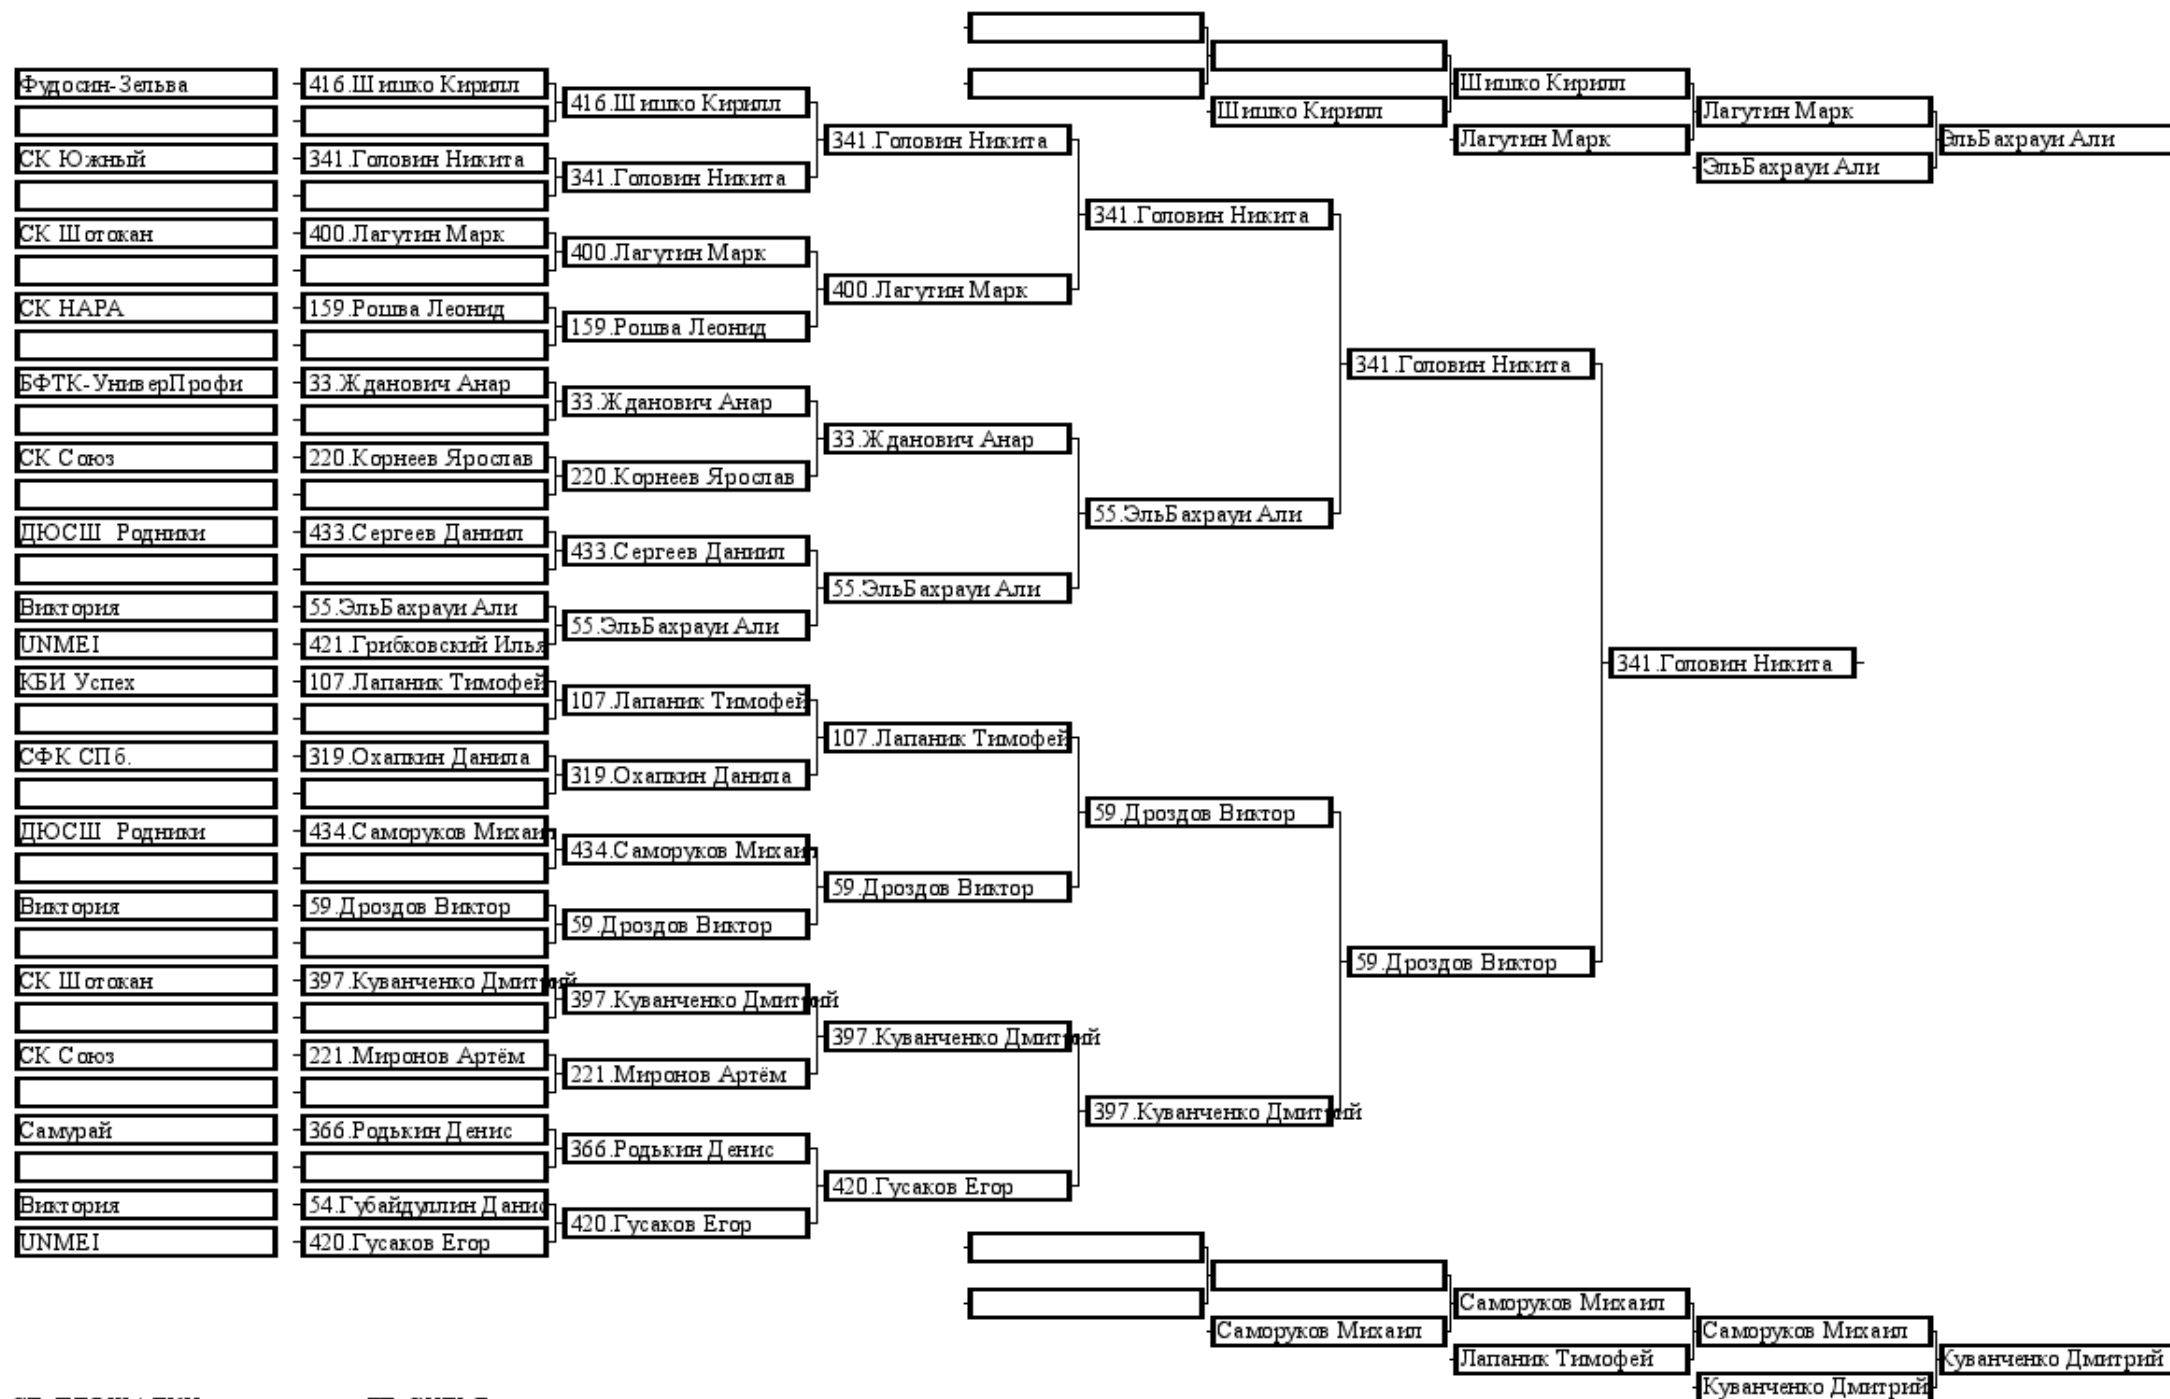 Фудосин-Зельва
СК Южный
СК Шотокан
СК НАРА
БФТК-УниверПрофи
СК Союз
ДЮСШ Родники
Виктория
UNMEI
КБИ Успех
СФК СПб.
ДЮСШ Родники
Виктория
СК Шотокан
СК Союз
Самурай
Виктория
UNMEI
416.Шишко Кирилл
341.Головин Никита
400.Лагутин Марк
159.Рошва Леонид
33.Жданович Анар
220.Корнеев Ярослав
433.Сергеев Даниил
55.ЭльБахрауи Али
421.Грибковский Илья
107.Лапаник Тимофей
319.Охапкин Данила
434.Саморуков Михаил
59.Дроздов Виктор
397.Куванченко Дмитрий
221.Миронов Артём
366.Родькин Денис
54.Губайдуллин Данис
420.Гусаков Егор
416.Шишко Кирилл
341.Головин Никита
400.Лагутин Марк
159.Рошва Леонид
33.Жданович Анар
220.Корнеев Ярослав
433.Сергеев Даниил
55.ЭльБахрауи Али
107.Лапаник Тимофей
319.Охапкин Данила
434.Саморуков Михаил
59.Дроздов Виктор
397.Куванченко Дмитрий
221.Миронов Артём
366.Родькин Денис
420.Гусаков Егор
341.Головин Никита
400.Лагутин Марк
33.Жданович Анар
55.ЭльБахрауи Али
107.Лапаник Тимофей
59.Дроздов Виктор
397.Куванченко Дмитрий
420.Гусаков Егор
341.Головин Никита
55.ЭльБахрауи Али
59.Дроздов Виктор
397.Куванченко Дмитрий
341.Головин Никита
59.Дроздов Виктор
341.Головин Никита
Шишко Кирилл
Шишко Кирилл
Лагутин Марк
Лагутин Марк
ЭльБахрауи Али
ЭльБахрауи Али
Саморуков Михаил
Саморуков Михаил
Лапаник Тимофей
Саморуков Михаил
Куванченко Дмитрий
Куванченко Дмитрий